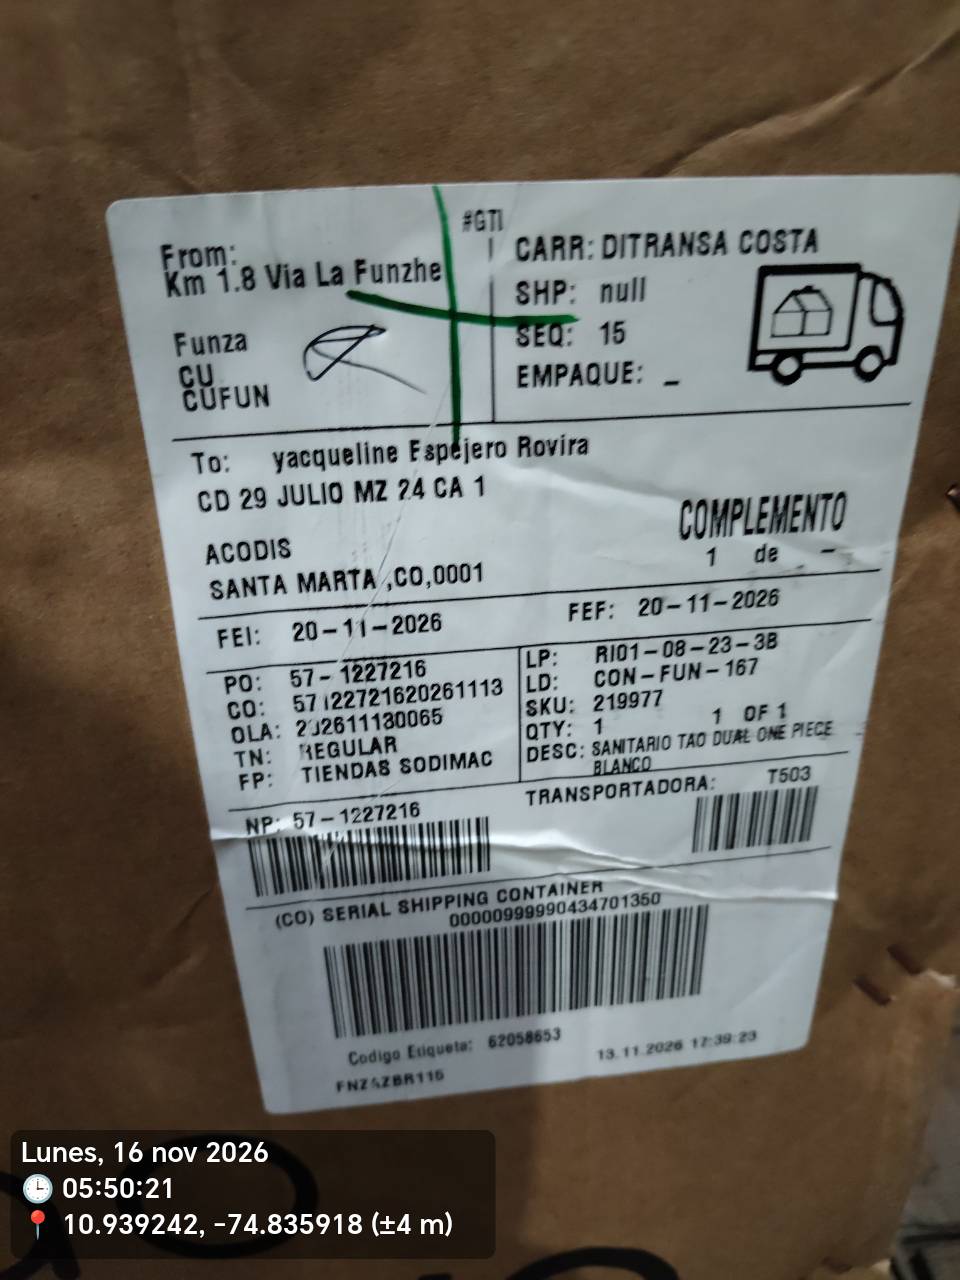 #GTI
From:
Km 1.8 Via La Funzhe
Funza
CU
CUFUN
CARR: DITRANSA COSTA
SHP: null
SEQ: 15
EMPAQUE: _
To: yacqueline Espejero Rovira
CD 29 JULIO MZ 24 CA 1
ACODIS
SANTA MARTA ,CO,0001
COMPLEMENTO
1 de -
FEI: 20-11-2026
FEF: 20-11-2026
PO: 57-1227216
CO: 57122721620261113
OLA: 202611130065
TN: REGULAR
FP: TIENDAS SODIMAC
LP: RI01-08-23-3B
LD: CON-FUN-167
SKU: 219977
QTY: 1 1 OF 1
DESC: SANITARIO TAO DUAL ONE PIECE
BLANCO
NP: 57-1227216
TRANSPORTADORA: T503
(CO) SERIAL SHIPPING CONTAINER
00000999990434701350
Codigo Etiqueta: 62058653
13.11.2026 17:39:23
Lunes, 16 nov 2026
05:50:21
10.939242, -74.835918 (±4 m)